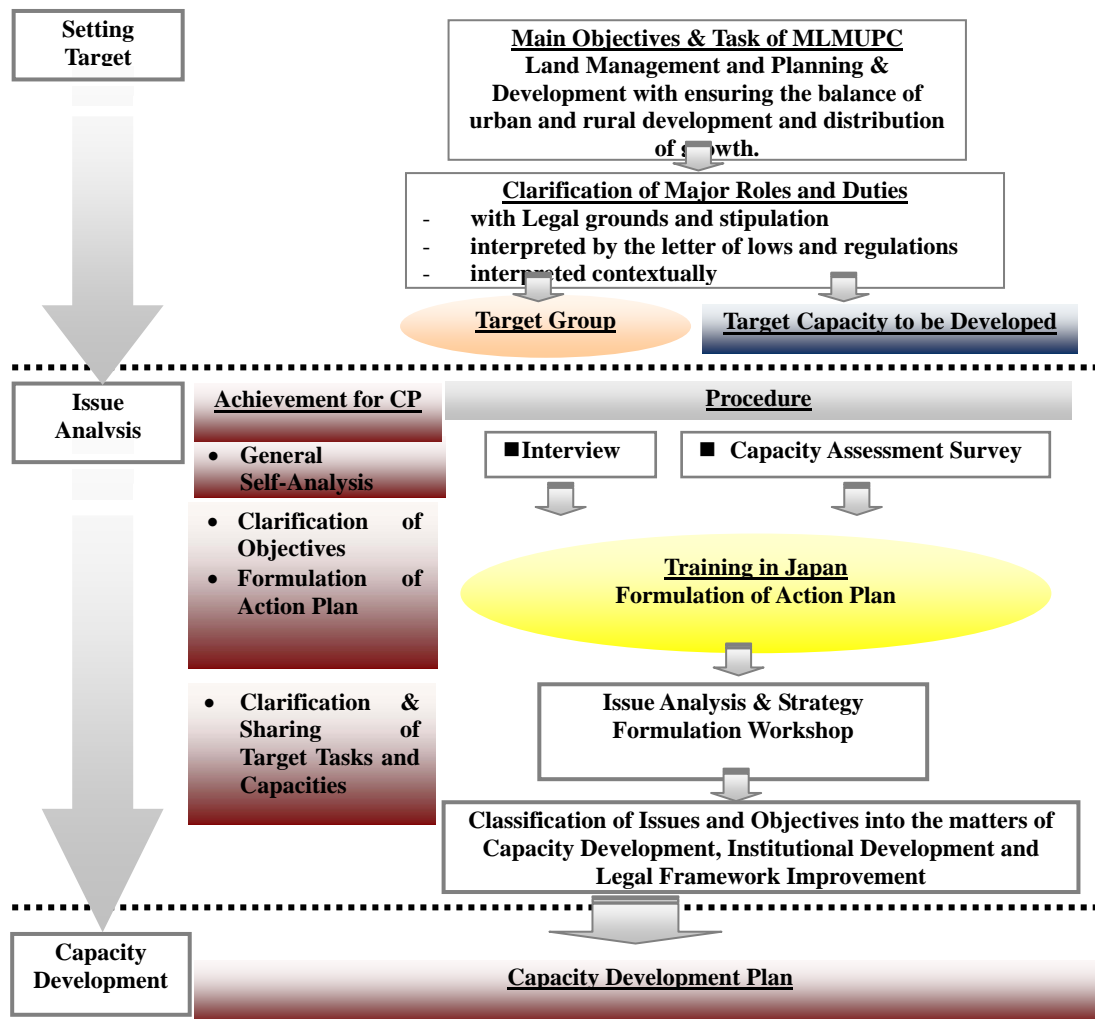 Setting
Target
Main Objectives & Task of MLMUPC
Land Management and Planning &
Development with ensuring the balance of
urban and rural development and distribution
of growth.
Clarification of Major Roles and Duties
- with Legal grounds and stipulation
- interpreted by the letter of lows and regulations
- interpreted contextually
Target Group
Target Capacity to be Developed
Issue
Analysis
Achievement for CP
Procedure
• General
Self-Analysis
■Interview
■ Capacity Assessment Survey
• Clarification of
Objectives
• Formulation of
Action Plan
Training in Japan
Formulation of Action Plan
• Clarification &
Sharing of
Target Tasks and
Capacities
Issue Analysis & Strategy
Formulation Workshop
Classification of Issues and Objectives into the matters of
Capacity Development, Institutional Development and
Legal Framework Improvement
Capacity
Development
Capacity Development Plan